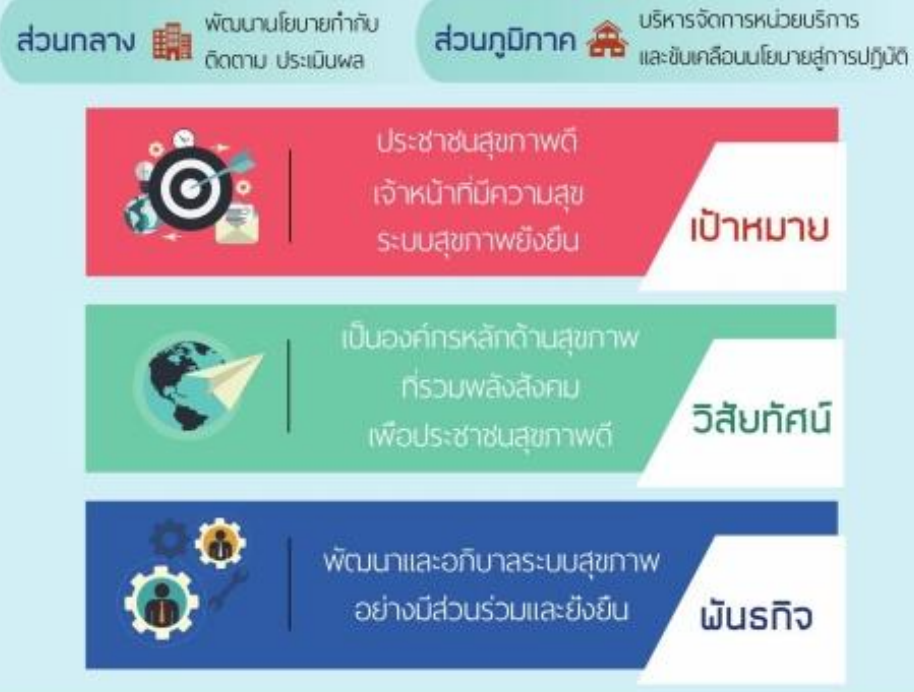 ส่วนกลาง
พัฒนานโยบายกำกับ
ติดตาม ประเมินผล
ส่วนภูมิภาค
บริหารจัดการหน่วยบริการ
และขับเคลื่อนนโยบายสู่การปฏิบัติ
ประชาชนสุขภาพดี
เจ้าหน้าที่มีความสุข
ระบบสุขภาพยั่งยืน
เป้าหมาย
เป็นองค์กรหลักด้านสุขภาพ
ที่รวมพลังสังคม
เพื่อประชาชนสุขภาพดี
วิสัยทัศน์
พัฒนาและอภิบาลระบบสุขภาพ
อย่างมีส่วนร่วมและยั่งยืน
พันธกิจ